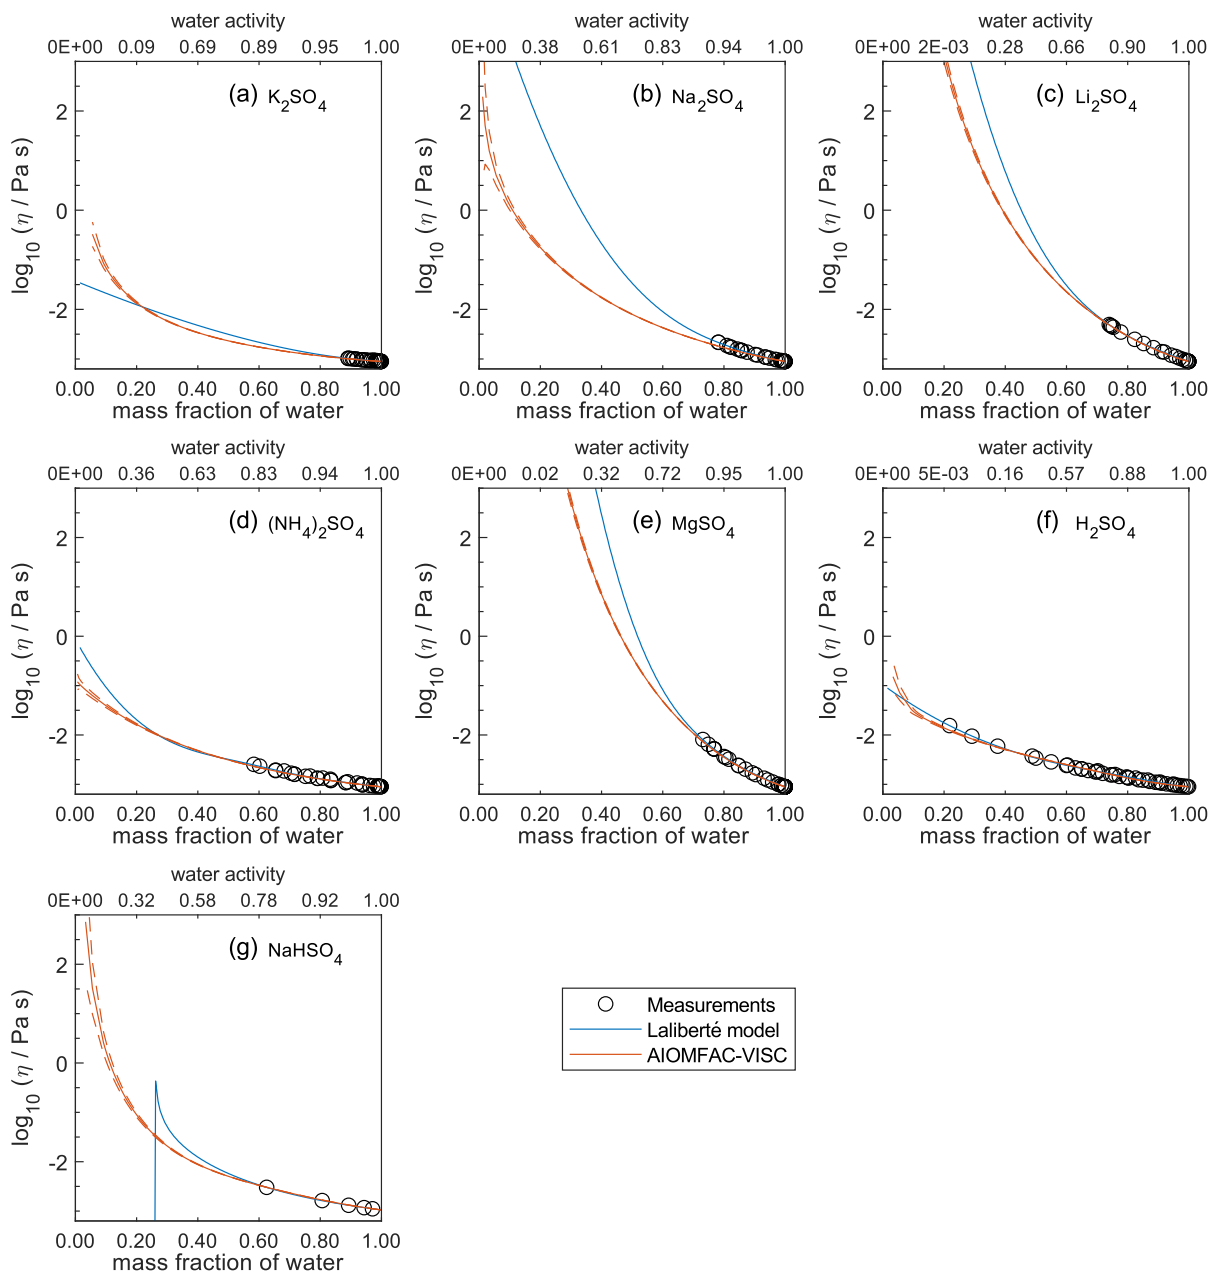 water activity
0E+00 0.09 0.69 0.89 0.95 1.00
(a) K2SO4
log10 (η / Pa s)
2
0
-2
0.00 0.20 0.40 0.60 0.80 1.00
mass fraction of water
water activity
0E+00 0.38 0.61 0.83 0.94 1.00
(b) Na2SO4
log10 (η / Pa s)
2
0
-2
0.00 0.20 0.40 0.60 0.80 1.00
mass fraction of water
water activity
0E+00 2E-03 0.28 0.66 0.90 1.00
(c) Li2SO4
log10 (η / Pa s)
2
0
-2
0.00 0.20 0.40 0.60 0.80 1.00
mass fraction of water
water activity
0E+00 0.36 0.63 0.83 0.94 1.00
(d) (NH4)2SO4
log10 (η / Pa s)
2
0
-2
0.00 0.20 0.40 0.60 0.80 1.00
mass fraction of water
water activity
0E+00 0.02 0.32 0.72 0.95 1.00
(e) MgSO4
log10 (η / Pa s)
2
0
-2
0.00 0.20 0.40 0.60 0.80 1.00
mass fraction of water
water activity
0E+00 5E-03 0.16 0.57 0.88 1.00
(f) H2SO4
log10 (η / Pa s)
2
0
-2
0.00 0.20 0.40 0.60 0.80 1.00
mass fraction of water
water activity
0E+00 0.32 0.58 0.78 0.92 1.00
(g) NaHSO4
log10 (η / Pa s)
2
0
-2
0.00 0.20 0.40 0.60 0.80 1.00
mass fraction of water
Measurements
Laliberté model
AIOMFAC-VISC